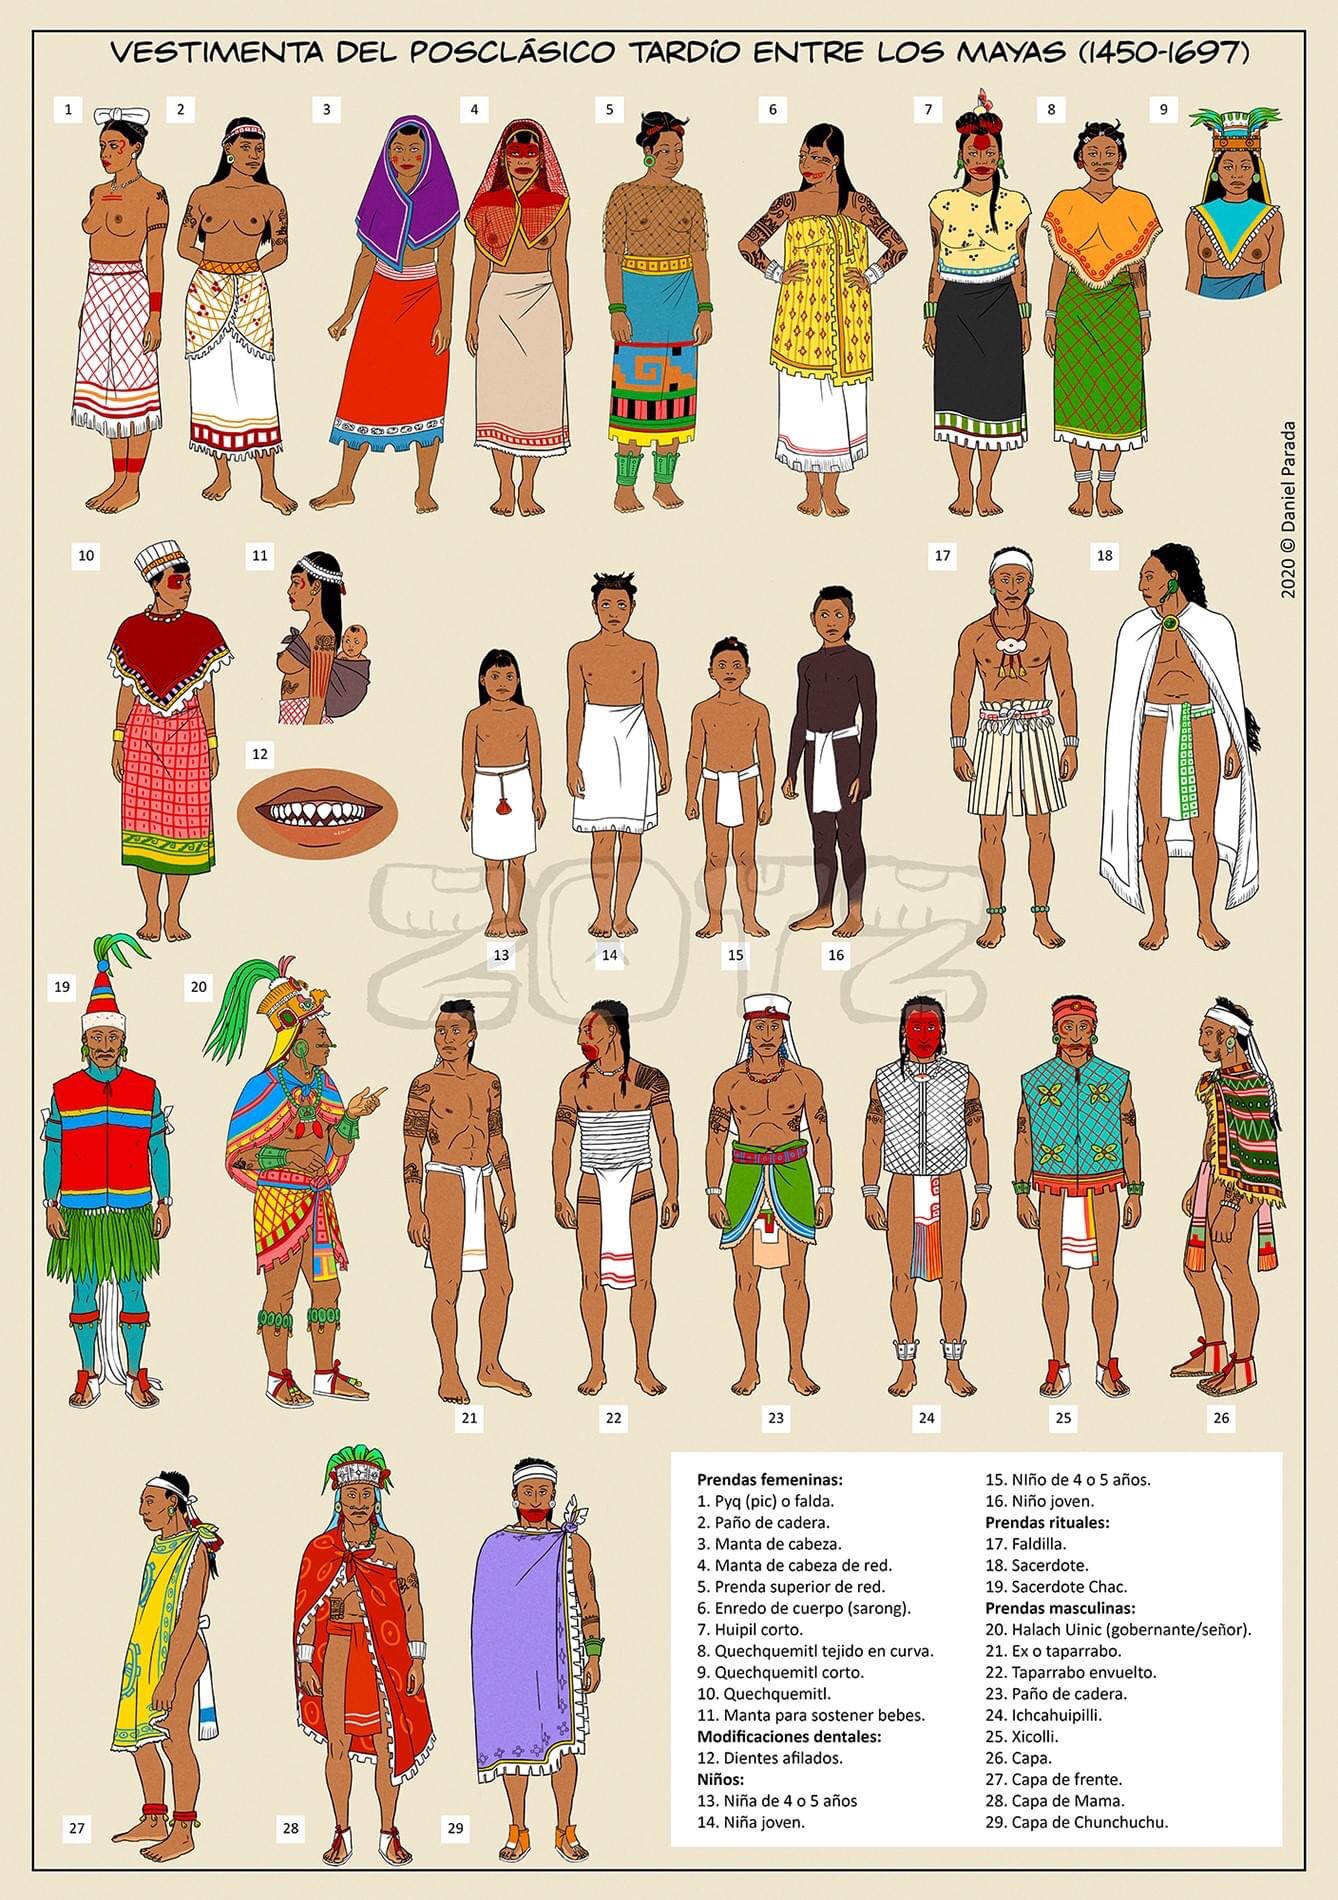 VESTIMENTA DEL POSCLÁSICO TARDÍO ENTRE LOS MAYAS (1450-1697)
1
2
3
4
5
6
7
8
9
2020 © Daniel Parada
10
11
12
17
18
ZOTZ
13
14
15
16
19
20
21
22
23
24
25
26
27
28
29
Prendas femeninas:
1. Pyq (pic) o falda.
2. Paño de cadera.
3. Manta de cabeza.
4. Manta de cabeza de red.
5. Prenda superior de red.
6. Enredo de cuerpo (sarong).
7. Huipil corto.
8. Quechquemitl tejido en curva.
9. Quechquemitl corto.
10. Quechquemitl.
11. Manta para sostener bebes.
Modificaciones dentales:
12. Dientes afilados.
Niños:
13. Niña de 4 o 5 años
14. Niña joven.
15. NIño de 4 o 5 años.
16. Niño joven.
Prendas rituales:
17. Faldilla.
18. Sacerdote.
19. Sacerdote Chac.
Prendas masculinas:
20. Halach Uinic (gobernante/señor).
21. Ex o taparrabo.
22. Taparrabo envuelto.
23. Paño de cadera.
24. Ichcahuipilli.
25. Xicolli.
26. Capa.
27. Capa de frente.
28. Capa de Mama.
29. Capa de Chunchuchu.